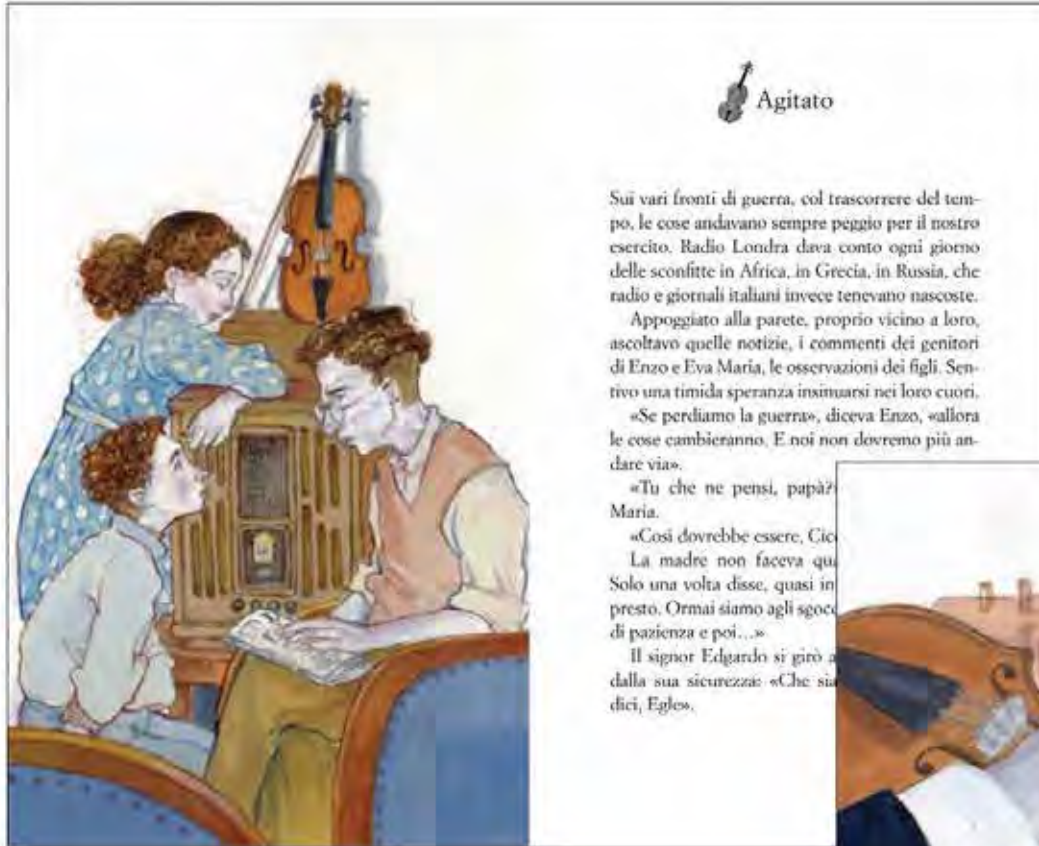 Agitato
Sui vari fronti di guerra, col trascorrere del tem-
po, le cose andavano sempre peggio per il nostro
esercito. Radio Londra dava conto ogni giorno
delle sconfitte in Africa, in Grecia, in Russia, che
radio e giornali italiani invece tenevano nascoste.
Appoggiato alla parete, proprio vicino a loro,
ascoltavo quelle notizie, i commenti dei genitori
di Enzo e Eva Maria, le osservazioni dei figli. Sen-
tivo una timida speranza insinuarsi nei loro cuori.
«Se perdiamo la guerra», diceva Enzo, «allora
le cose cambieranno. E noi non dovremo più an-
dare via».
«Tu che ne pensi, papà?
Maria.
«Così dovrebbe essere,
La madre non faceva
Solo una volta disse, quasi
presto. Ormai siamo agli
di pazienza e poi…»
Il signor Edgardo si girò
dalla sua sicurezza: «Che
dici, Egle».